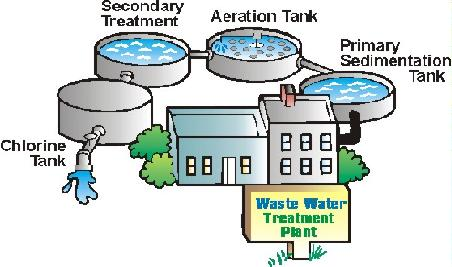 Secondary
Treatment
Aeration Tank
Primary
Sedimentation
Tank
Chlorine
Tank
Waste Water
Treatment
Plant